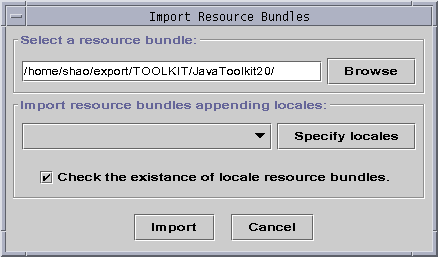 Import Resource Bundles
Select a resource bundle:
/home/shao/export/TOOLKIT/JavaToolkit20/ Browse
Import resource bundles appending locales:
Specify locales
Check the existance of locale resource bundles.
Import Cancel